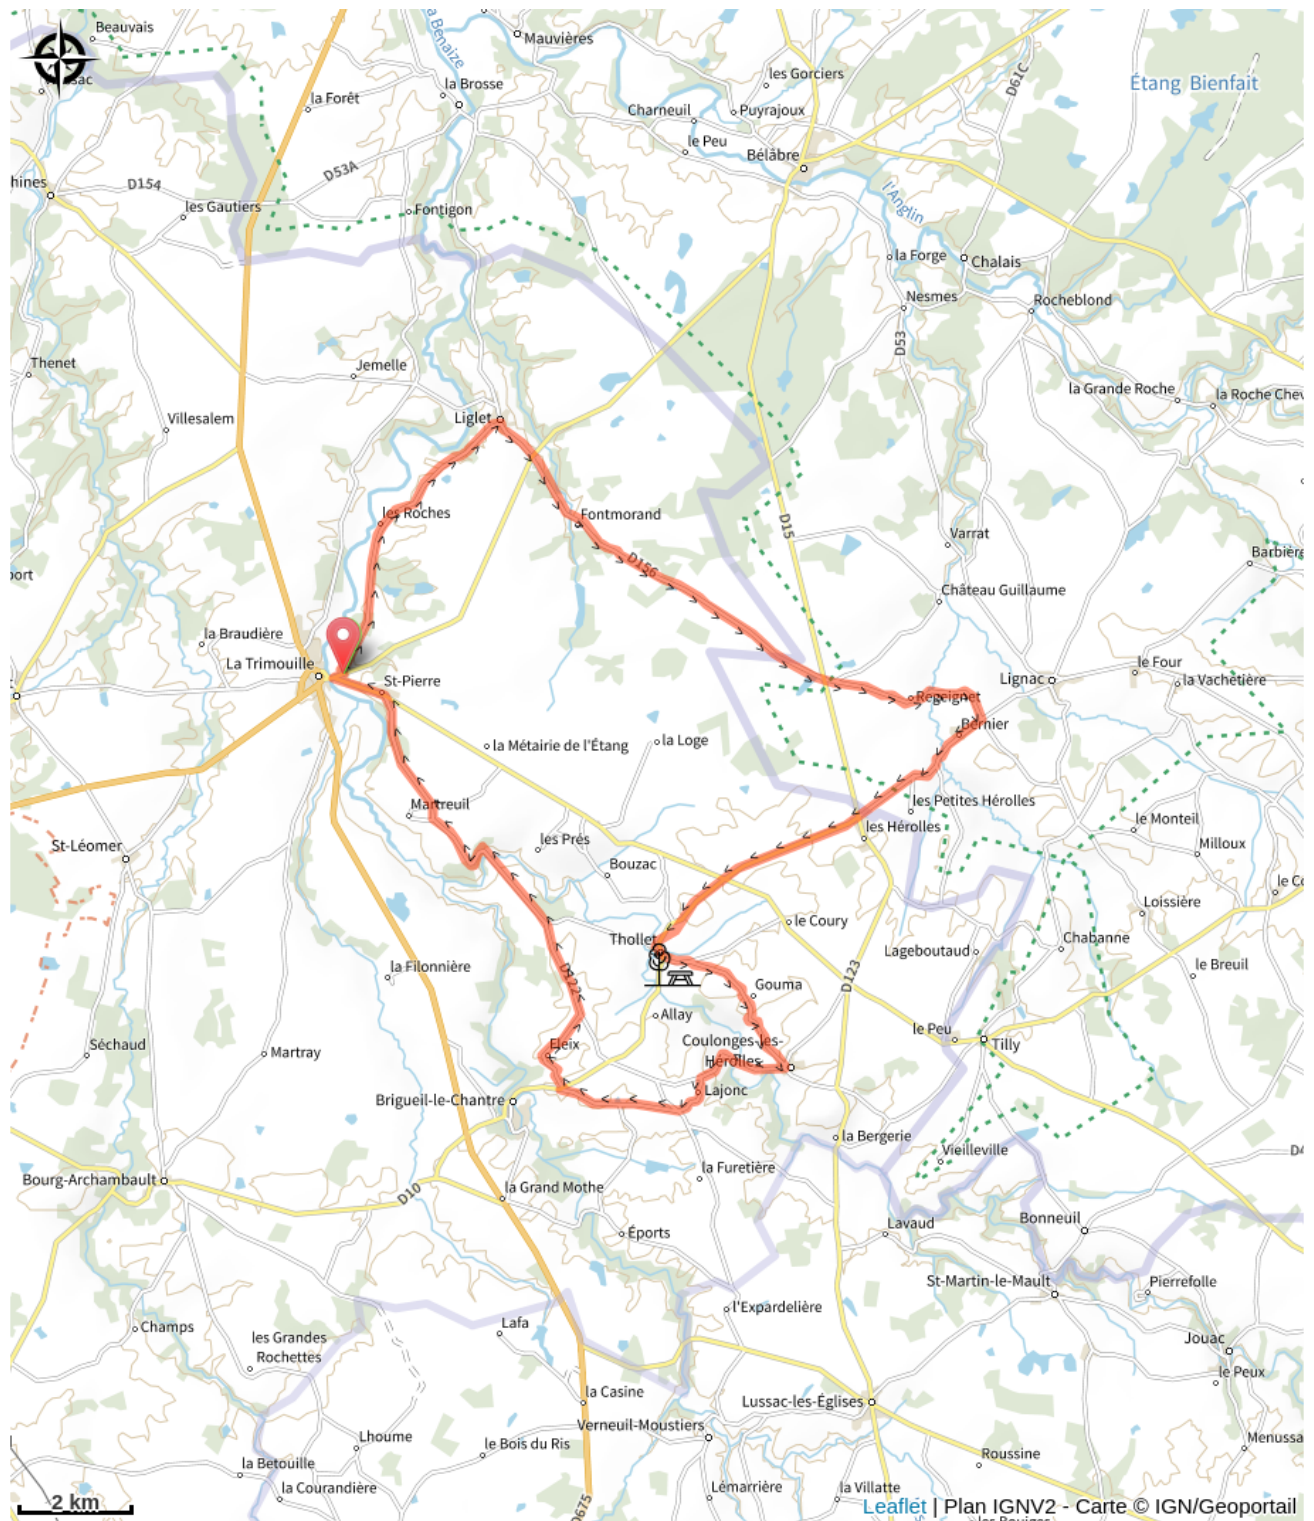 Beauvais
la Benaize
Mauvières
la Brosse
la Forêt
les Gorciers
D61C
Étang Bienfait
Charneuil
Puyrajoux
le Peu
Bélâbre
D53A
D154
les Gautiers
Fontigon
l'Anglin
la Forge
Chalais
Nesmes
Rocheblond
D53
Thenet
Jemelle
la Grande Roche
la Roche Chev
Villesalem
Liglet
les Roches
Fontmorand
D15
Varrat
Barbière
D156
Château Guillaume
la Braudière
La Trimouille
St-Pierre
le Four
Lignac
la Vachetière
Regeignet
Bernier
la Métairie de l'Étang
la Loge
Martreuil
les Petites Hérolles
les Hérolles
le Monteil
St-Léomer
les Prés
Milloux
Bouzac
Loissière
le Coury
Thollet
Chabanne
Lageboutaud
la Filonnière
D122
D123
le Breuil
Gouma
Allay
le Peu
Tilly
Séchaud
Martray
Eleix
Coulonges-les-
Hérolles
Lajonc
Brigueil-le-Chantre
la Bergerie
Vieilleville
Bourg-Archambault
la Furetière
D10
la Grand Mothe
Éports
Lavaud
Bonneuil
St-Martin-le-Mault
Pierrefolle
l'Expardelière
Champs
Lafa
les Grandes
Rochettes
Jouac
le Peux
la Casine
Lussac-les-Églises
Verneuil-Moustiers
Lhoume
le Bois du Ris
Menussa
Roussine
la Betouille
la Courandière
Lémarrière
la Villatte
2 km
D675
Leaflet | Plan IGNV2 - Carte © IGN/Geoportail